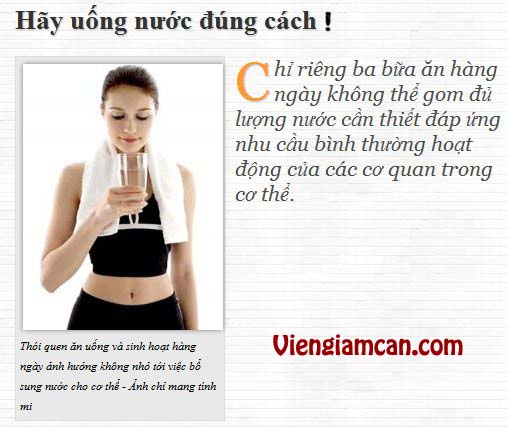 Hãy uống nước đúng cách !
Chỉ riêng ba bữa ăn hàng
ngày không thể gom đủ
lượng nước cần thiết đáp ứng
nhu cầu bình thường hoạt
động của các cơ quan trong
cơ thể.
Thói quen ăn uống và sinh hoạt hàng
ngày ảnh hưởng không nhỏ tới việc bổ
sung nước cho cơ thể - Ảnh chỉ mang tính
mi
Viengiamcan.com